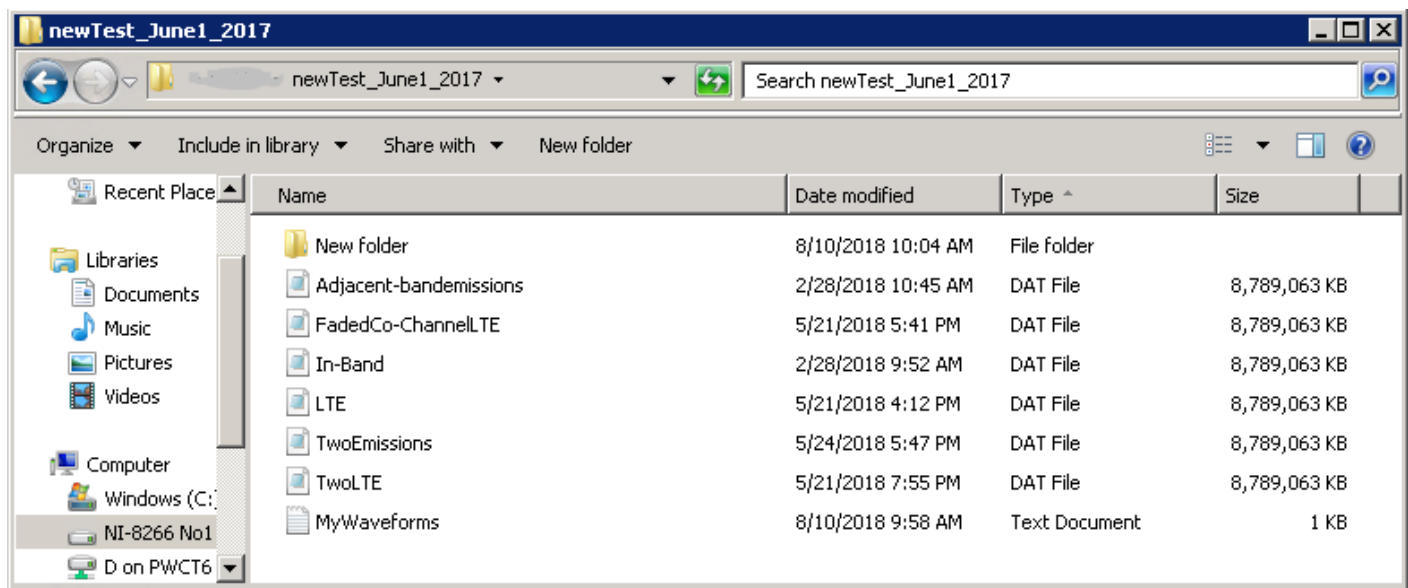 newTest_June1_2017
newTest_June1_2017
Search newTest_June1_2017
Organize Include in library Share with New folder
Recent Place
Libraries
Documents
Music
Pictures
Videos
Computer
Windows (C:)
NI-8266 No1
D on PWCT6
Name Date modified Type Size
New folder 8/10/2018 10:04 AM File folder
Adjacent-bandemissions 2/28/2018 10:45 AM DAT File 8,789,063 KB
FadedCo-ChannelLTE 5/21/2018 5:41 PM DAT File 8,789,063 KB
In-Band 2/28/2018 9:52 AM DAT File 8,789,063 KB
LTE 5/21/2018 4:12 PM DAT File 8,789,063 KB
TwoEmissions 5/24/2018 5:47 PM DAT File 8,789,063 KB
TwoLTE 5/21/2018 7:55 PM DAT File 8,789,063 KB
MyWaveforms 8/10/2018 9:58 AM Text Document 1 KB